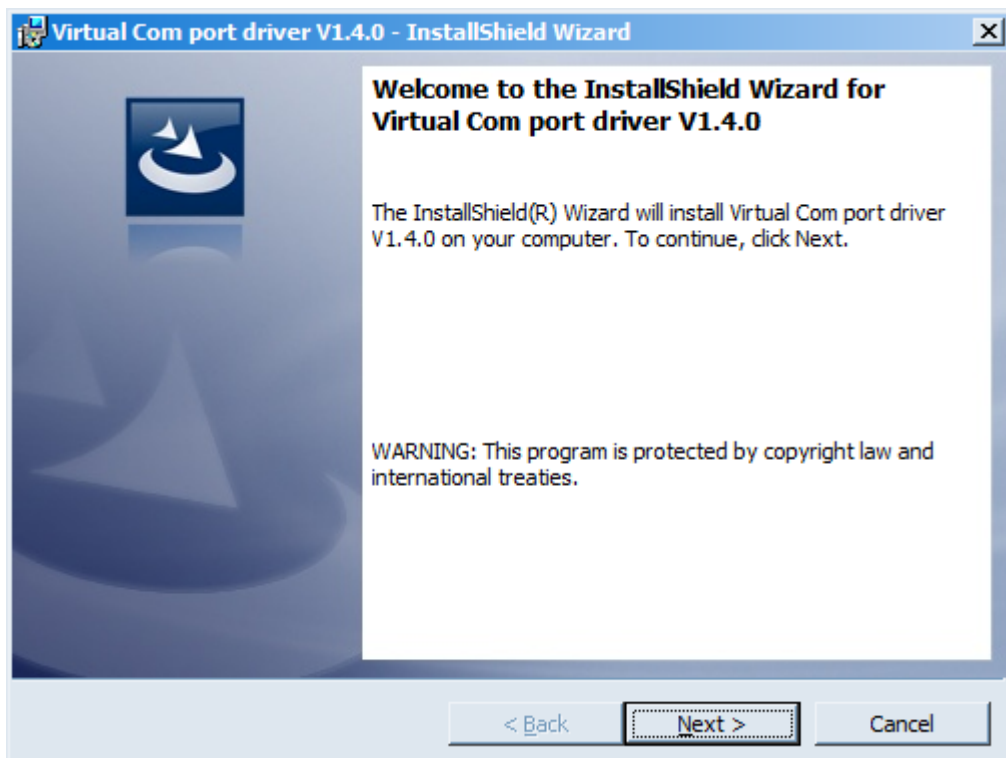 Virtual Com port driver V1.4.0 - InstallShield Wizard
Welcome to the InstallShield Wizard for
Virtual Com port driver V1.4.0
The InstallShield(R) Wizard will install Virtual Com port driver
V1.4.0 on your computer. To continue, click Next.
WARNING: This program is protected by copyright law and
international treaties.
< Back Next > Cancel